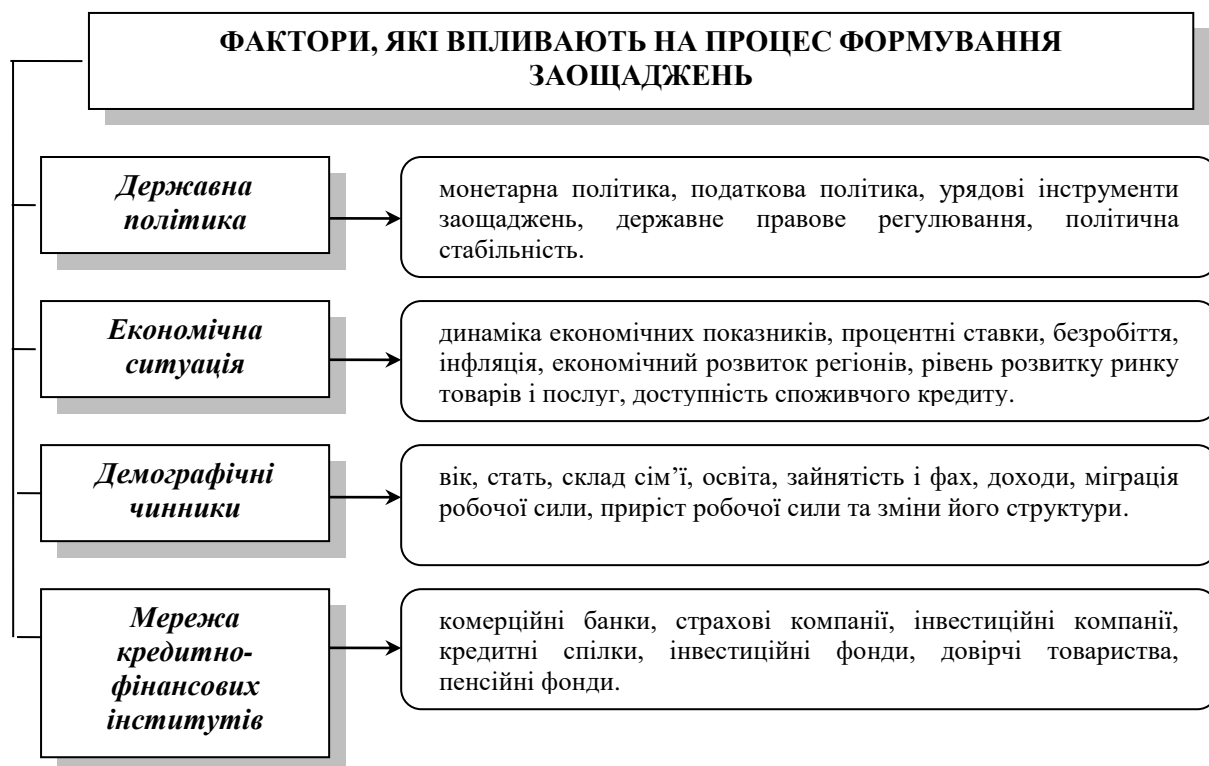 ФАКТОРИ, ЯКІ ВПЛИВАЮТЬ НА ПРОЦЕС ФОРМУВАННЯ
ЗАОЩАДЖЕНЬ
Державна
політика
монетарна політика, податкова політика, урядові інструменти
заощаджень, державне правове регулювання, політична
стабільність.
Економічна
ситуація
динаміка економічних показників, процентні ставки, безробіття,
інфляція, економічний розвиток регіонів, рівень розвитку ринку
товарів і послуг, доступність споживчого кредиту.
Демографічні
чинники
вік, стать, склад сім’ї, освіта, зайнятість і фах, доходи, міграція
робочої сили, приріст робочої сили та зміни його структури.
Мережа
кредитно-
фінансових
інститутів
комерційні банки, страхові компанії, інвестиційні компанії,
кредитні спілки, інвестиційні фонди, довірчі товариства,
пенсійні фонди.